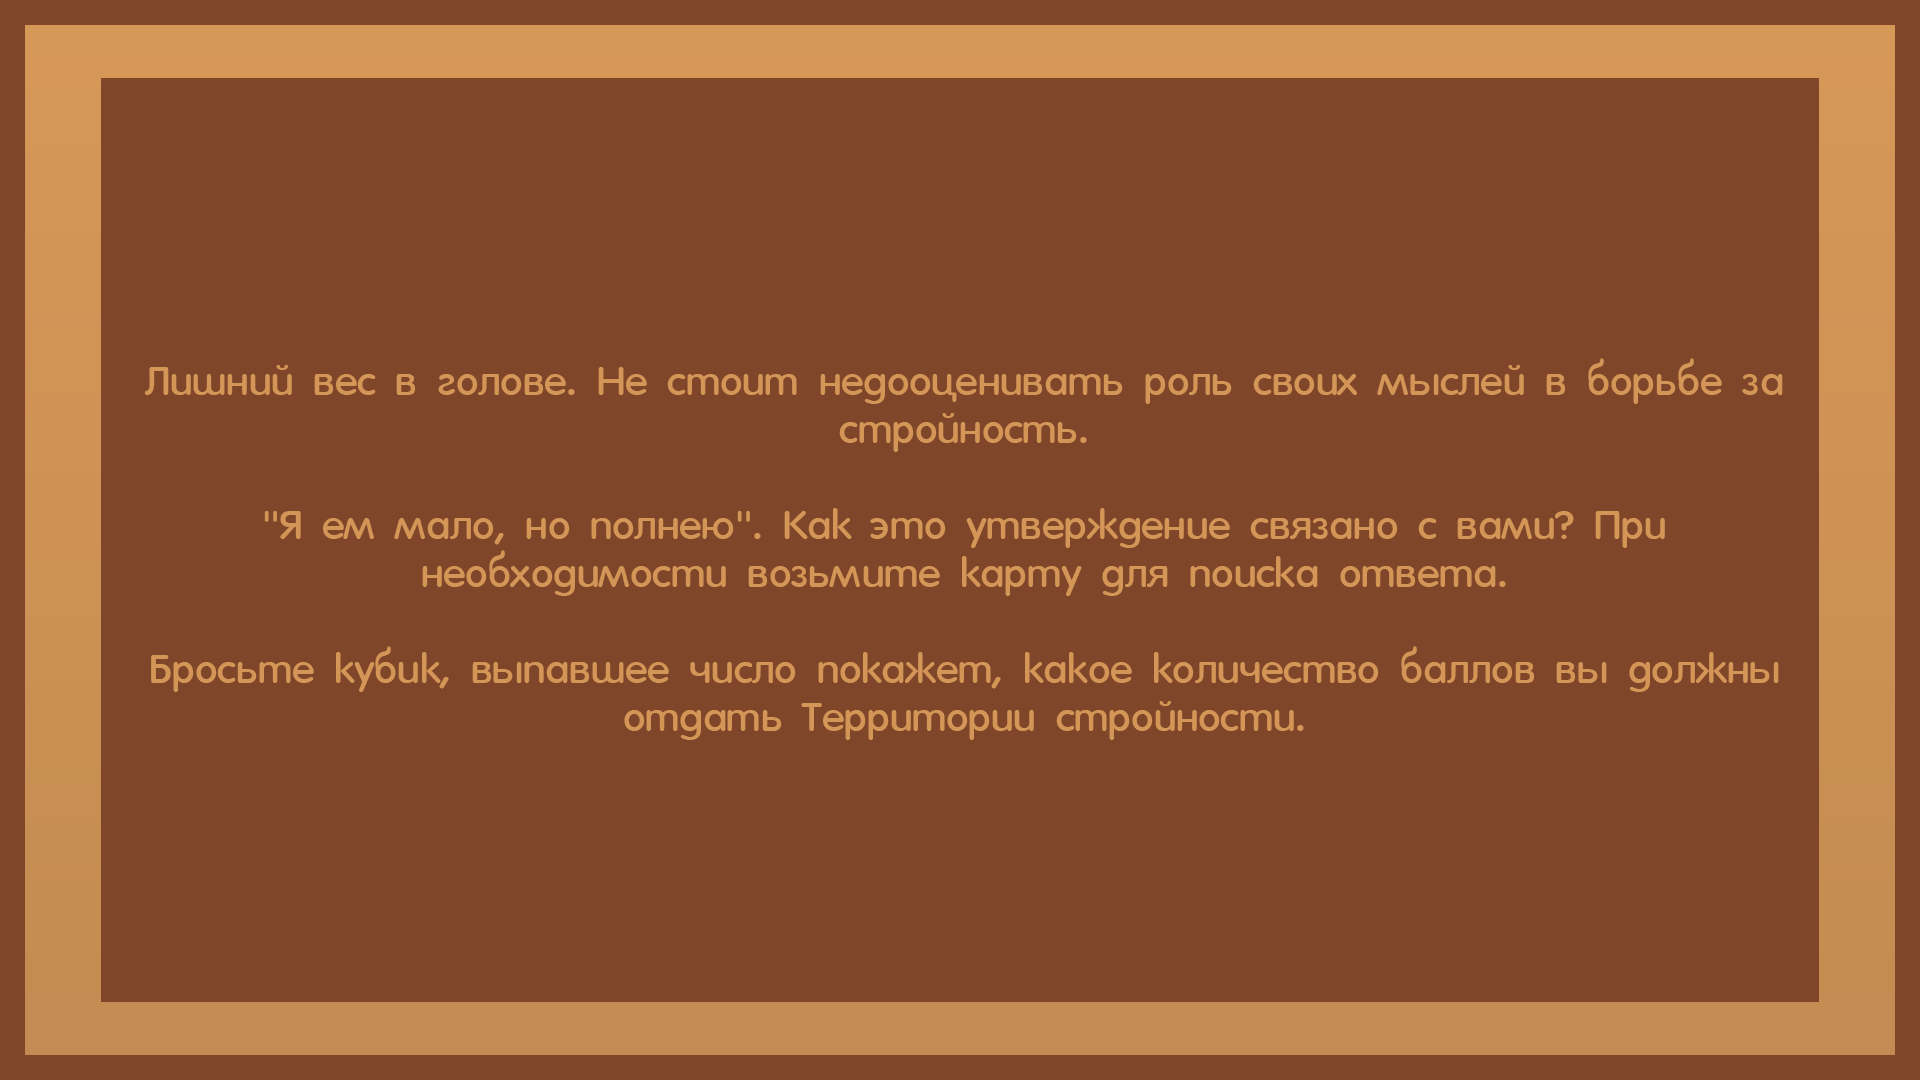 Лишний вес в голове. Не стоит недооценивать роль своих мыслей в борьбе за
стройность.
"Я ем мало, но полнею". Как это утверждение связано с вами? При
необходимости возьмите карту для поиска ответа.
Бросьте кубик, выпавшее число покажет, какое количество баллов вы должны
отдать Территории стройности.